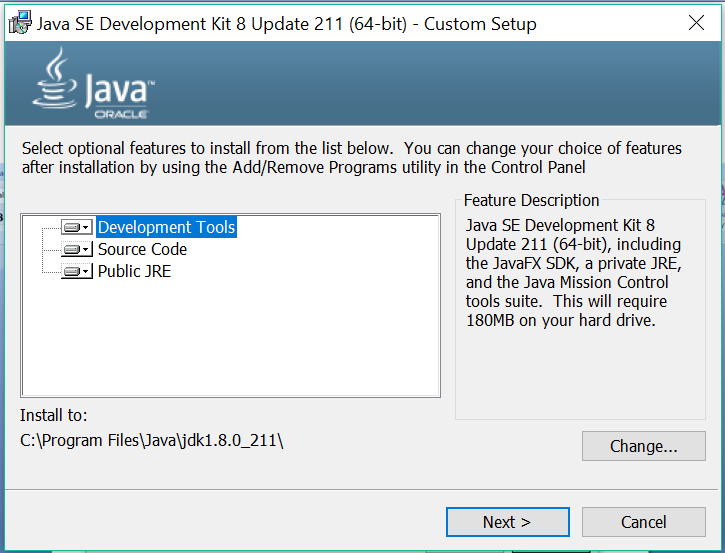 Java SE Development Kit 8 Update 211 (64-bit) - Custom Setup
Java™
ORACLE
Select optional features to install from the list below.  You can change your choice of features
after installation by using the Add/Remove Programs utility in the Control Panel
Development Tools
Source Code
Public JRE
Feature Description
Java SE Development Kit 8
Update 211 (64-bit), including
the JavaFX SDK, a private JRE,
and the Java Mission Control
tools suite.  This will require
180MB on your hard drive.
Install to:
C:\Program Files\Java\jdk1.8.0_211\
Change...
Next >
Cancel